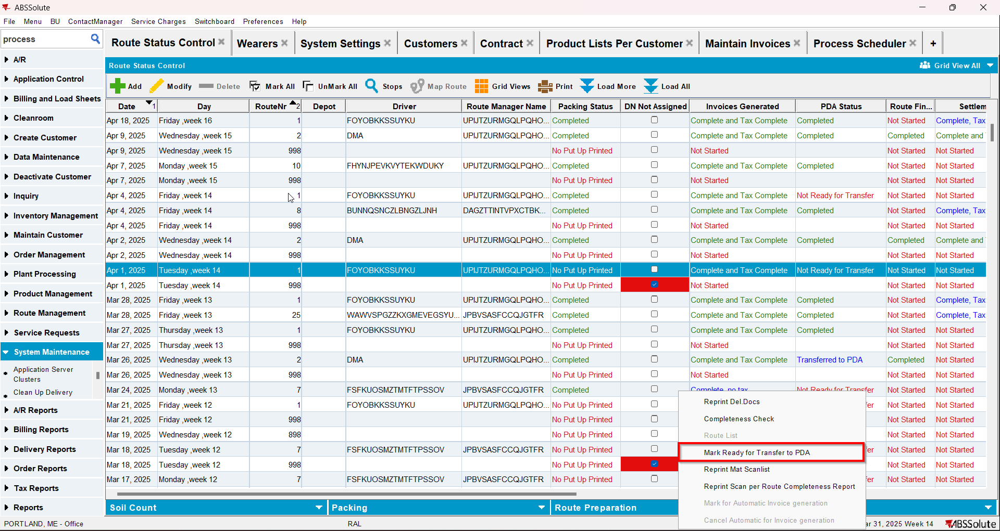 ABSSolute
File Menu BU ContactManager Service Charges Switchboard Preferences Help
process
Route Status Control Wearers System Settings Customers Contract Product Lists Per Customer Maintain Invoices Process Scheduler +
Route Status Control Grid View All
Add Modify Delete Mark All UnMark All Stops Map Route Grid Views Print Load More Load All
A/R
Application Control
Billing and Load Sheets
Cleanroom
Create Customer
Data Maintenance
Deactivate Customer
Inquiry
Inventory Management
Maintain Customer
Order Management
Plant Processing
Product Management
Route Management
Service Requests
System Maintenance
Application Server
Clusters
Clean Up Delivery
A/R Reports
Billing Reports
Delivery Reports
Order Reports
Tax Reports
Reports
Date 1 Day RouteNr 2 Depot Driver Route Manager Name Packing Status DN Not Assigned Invoices Generated PDA Status Route Fin... Settlem
Apr 18, 2025 Friday ,week 16 1 FOYOBKKSSUYKU UPIJTZURMGQLPQHO... Completed Complete and Tax Complete Completed Not Started Complete, Tax
Apr 9, 2025 Wednesday ,week 15 2 DMA UPIJTZURMGQLPQHO... Completed Complete and Tax Complete Completed Completed Complete and
Apr 9, 2025 Wednesday ,week 15 998 No Put Up Printed Not Started Not Started Not Started
Apr 7, 2025 Monday ,week 15 10 FHYNJPEVKVYTEKWDUKY UPIJTZURMGQLPQHO... Completed Complete and Tax Complete Completed Not Started Not Started
Apr 7, 2025 Monday ,week 15 998 No Put Up Printed Not Started Not Started Not Started
Apr 4, 2025 Friday ,week 14 1 FOYOBKKSSUYKU UPIJTZURMGQLPQHO... Completed Complete and Tax Complete Not Ready for Transfer Not Started Not Started
Apr 4, 2025 Friday ,week 14 8 BUNNQSNCZLBNGZLJNH DAGZTTINTVPXCTBK... Completed Complete and Tax Complete Completed Not Started Complete, Tax
Apr 4, 2025 Friday ,week 14 998 No Put Up Printed Not Started Not Started Not Started
Apr 2, 2025 Wednesday ,week 14 2 DMA UPIJTZURMGQLPQHO... Completed Complete and Tax Complete Completed Completed Complete and
Apr 2, 2025 Wednesday ,week 14 998 No Put Up Printed Not Started Not Started Not Started
Apr 1, 2025 Tuesday ,week 14 1 FOYOBKKSSUYKU UPIJTZURMGQLPQHO... No Put Up Printed Complete and Tax Complete Not Ready for Transfer Not Started Not Started
Apr 1, 2025 Tuesday ,week 14 998 No Put Up Printed Not Started Not Started Not Started
Mar 28, 2025 Friday ,week 13 1 FOYOBKKSSUYKU UPIJTZURMGQLPQHO... Completed Complete and Tax Complete Completed Not Started Complete, Tax
Mar 28, 2025 Friday ,week 13 25 WAWVSPGZZKXGMEVEGSYU... JPBVSASFCCQJGTFR Completed Complete and Tax Complete Completed Not Started Complete, Tax
Mar 27, 2025 Thursday ,week 13 1 FOYOBKKSSUYKU UPIJTZURMGQLPQHO... Completed Complete and Tax Complete Completed Not Started Not Started
Mar 27, 2025 Thursday ,week 13 998 No Put Up Printed Not Started Not Started Not Started
Mar 26, 2025 Wednesday ,week 13 2 DMA UPIJTZURMGQLPQHO... Completed Complete and Tax Complete Transferred to PDA Completed Not Started
Mar 26, 2025 Wednesday ,week 13 998 No Put Up Printed Not Started Not Started Not Started
Mar 24, 2025 Monday ,week 13 7 FSFKUOSMZTMTFTPSSOV JPBVSASFCCQJGTFR Completed Complete, no tax Not Ready for Transfer Not Started Not Started
Mar 21, 2025 Friday ,week 12 1 FOYOBKKSSUYKU UPIJTZURMGQLPQHO... No Put Up Printed fer Not Started Not Started
Mar 21, 2025 Friday ,week 12 998 No Put Up Printed Not Started Not Started
Mar 19, 2025 Wednesday ,week 12 898 No Put Up Printed Not Started Not Started
Mar 18, 2025 Tuesday ,week 12 7 FSFKUOSMZTMTFTPSSOV JPBVSASFCCQJGTFR No Put Up Printed fer Not Started Not Started
Mar 18, 2025 Tuesday ,week 12 998 No Put Up Printed Not Started Not Started
Mar 17, 2025 Monday ,week 12 7 FSFKUOSMZTMTFTPSSOV JPBVSASFCCQJGTFR No Put Up Printed fer Not Started Not Started
Reprint Del.Docs
Completeness Check
Route List
Mark Ready for Transfer to PDA
Reprint Mat Scanlist
Reprint Scan per Route Completeness Report
Mark for Automatic Invoice generation
Cancel Automatic for Invoice generation
Soil Count Packing Route Preparation
PORTLAND, ME - Office RAL ar 31, 2025 Week 14 ABSSolute